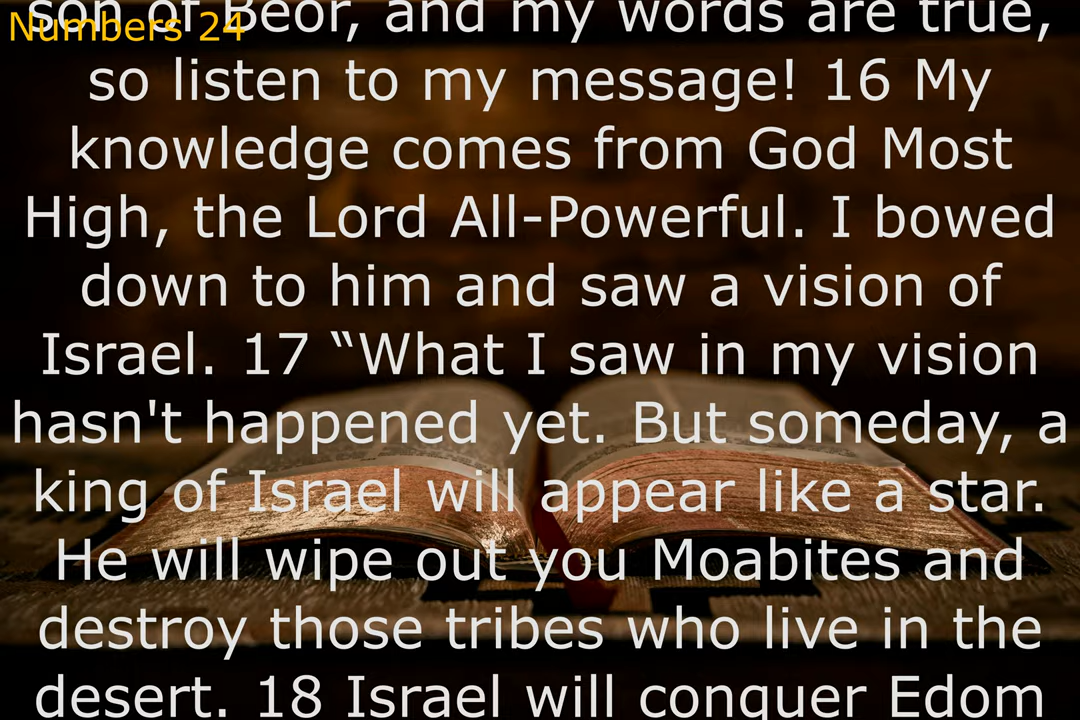 son of Beor, and my words are true,
Numbers 24
so listen to my message! 16 My
knowledge comes from God Most
High, the Lord All-Powerful. I bowed
down to him and saw a vision of
Israel. 17 “What I saw in my vision
hasn't happened yet. But someday, a
king of Israel will appear like a star.
He will wipe out you Moabites and
destroy those tribes who live in the
desert. 18 Israel will conquer Edom